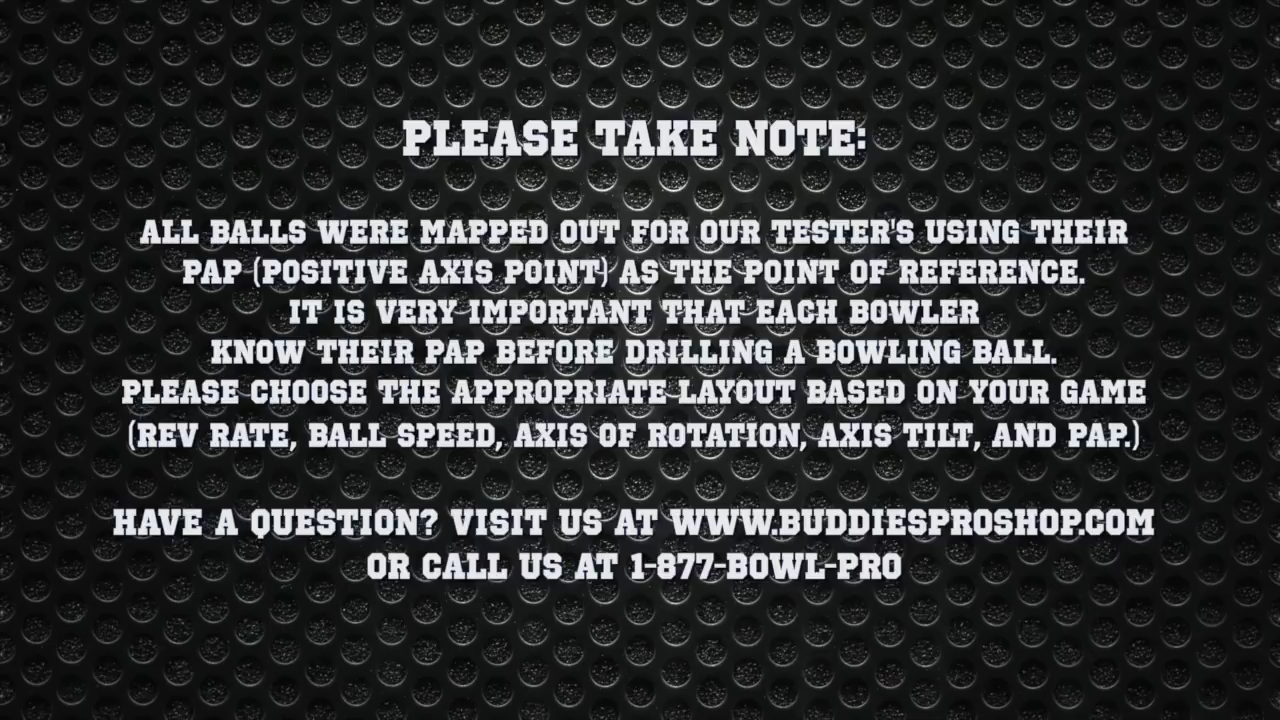 PLEASE TAKE NOTE:
ALL BALLS WERE MAPPED OUT FOR OUR TESTER'S USING THEIR
PAP (POSITIVE AXIS POINT) AS THE POINT OF REFERENCE.
IT IS VERY IMPORTANT THAT EACH BOWLER
KNOW THEIR PAP BEFORE DRILLING A BOWLING BALL.
PLEASE CHOOSE THE APPROPRIATE LAYOUT BASED ON YOUR GAME
(REV RATE, BALL SPEED, AXIS OF ROTATION, AXIS TILT, AND PAP.)
HAVE A QUESTION? VISIT US AT WWW.BUDDIESPROSHOP.COM
OR CALL US AT 1-877-BOWL-PRO